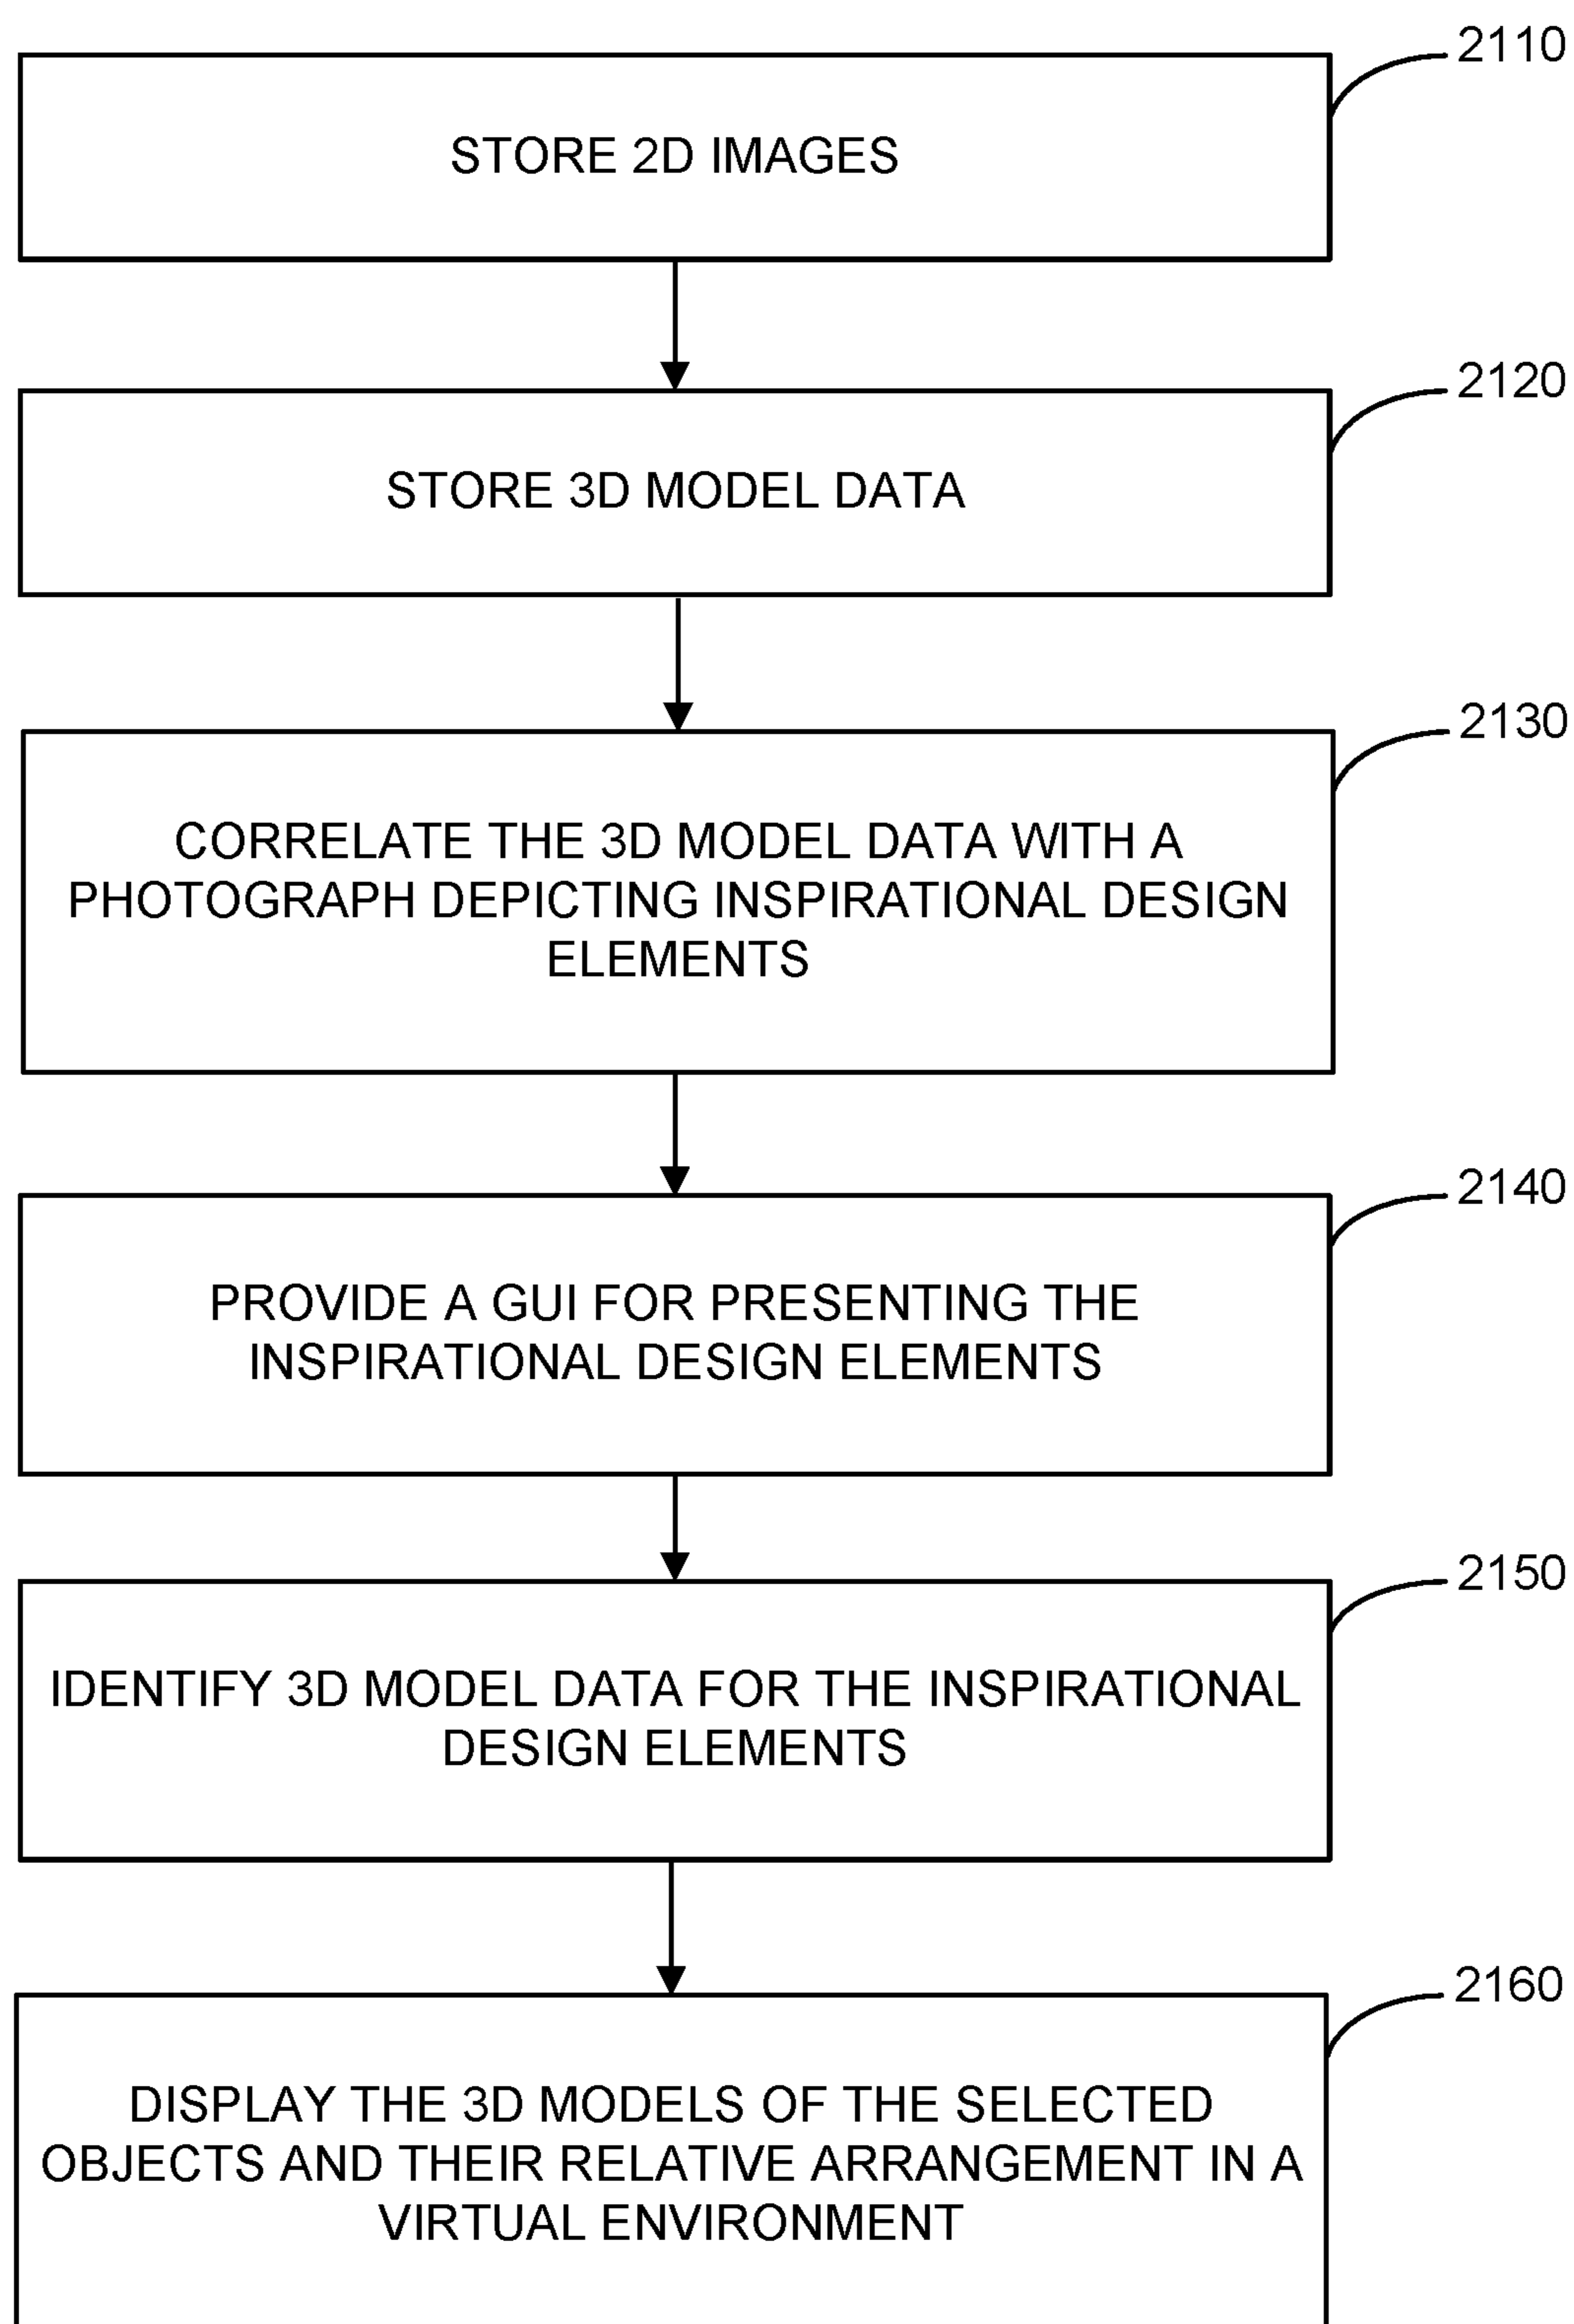 2110
STORE 2D IMAGES
2120
STORE 3D MODEL DATA
2130
CORRELATE THE 3D MODEL DATA WITH A
PHOTOGRAPH DEPICTING INSPIRATIONAL DESIGN
ELEMENTS
2140
PROVIDE A GUI FOR PRESENTING THE
INSPIRATIONAL DESIGN ELEMENTS
2150
IDENTIFY 3D MODEL DATA FOR THE INSPIRATIONAL
DESIGN ELEMENTS
2160
DISPLAY THE 3D MODELS OF THE SELECTED
OBJECTS AND THEIR RELATIVE ARRANGEMENT IN A
VIRTUAL ENVIRONMENT